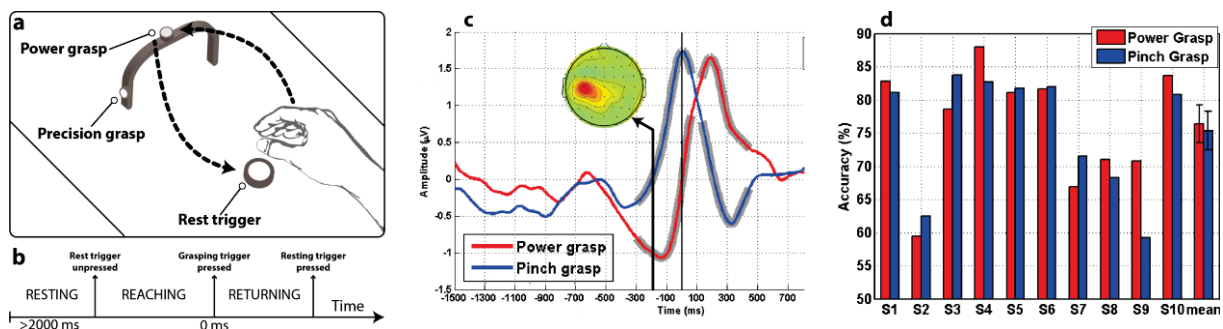 a
Power grasp
Precision grasp
Rest trigger
b
Rest trigger
unpressed
Grasping trigger
pressed
Resting trigger
pressed
RESTING
REACHING
RETURNING
Time
>2000 ms
0 ms
c
Amplitude (µV)
2
1.5
1
0.5
0
-0.5
-1
-1.5
Power grasp
Pinch grasp
-1500 -1300 -1100 -900 -700 -500 -300 -100 0 100 300 500 700
Time (ms)
d
Power Grasp
Pinch Grasp
Accuracy (%)
90
85
80
75
70
65
60
55
50
S1 S2 S3 S4 S5 S6 S7 S8 S9 S10 mean